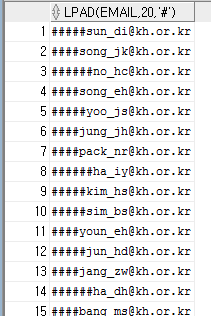 LPAD(EMAIL,20,'#')
1 #####sun_di@kh.or.kr
2 ####song_jk@kh.or.kr
3 ######no_hc@kh.or.kr
4 ####song_eh@kh.or.kr
5 #####yoo_js@kh.or.kr
6 ####jung_jh@kh.or.kr
7 ####pack_nr@kh.or.kr
8 ######ha_iy@kh.or.kr
9 #####kim_hs@kh.or.kr
10 #####sim_bs@kh.or.kr
11 ####youn_eh@kh.or.kr
12 #####jun_hd@kh.or.kr
13 ####jang_zw@kh.or.kr
14 ######ha_dh@kh.or.kr
15 ####bang_ms@kh.or.kr